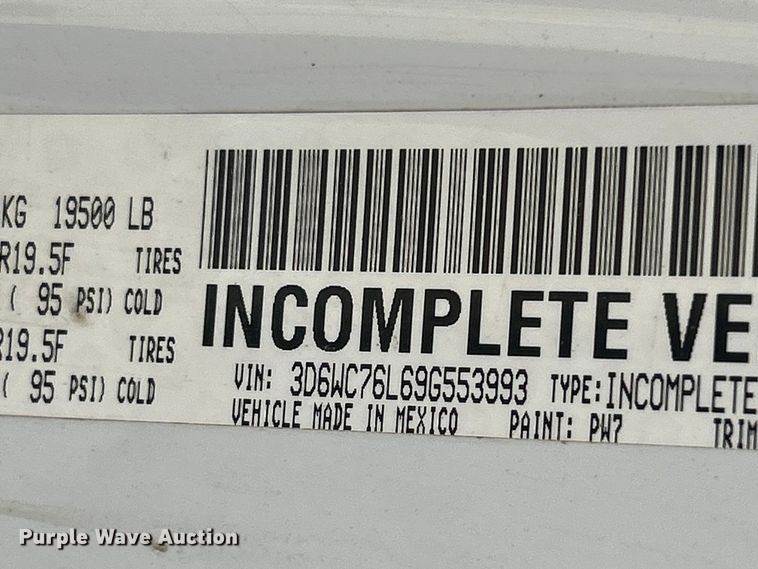 KG 19500 LB
R19.5F TIRES
( 95 PSI) COLD
R19.5F TIRES
( 95 PSI) COLD
INCOMPLETE VE
VIN: 3D6WC76L69G553993 TYPE: INCOMPLETE
VEHICLE MADE IN MEXICO PAINT: PW7 TRIM
Purple Wave Auction